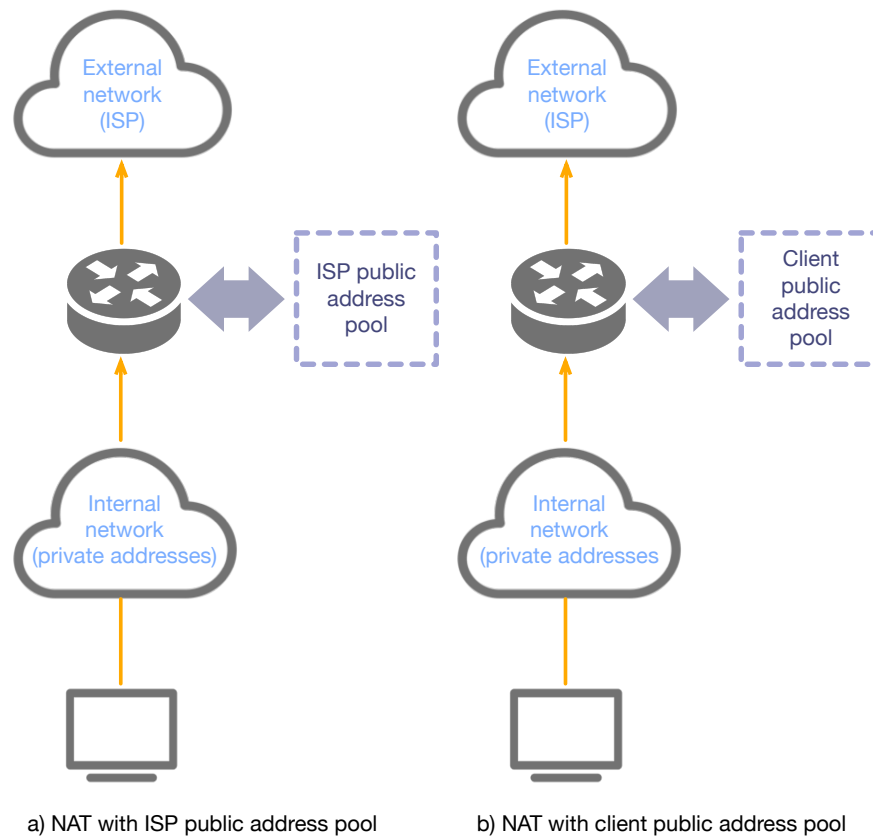 External
network
(ISP)
ISP public
address
pool
Internal
network
(private addresses)
a) NAT with ISP public address pool
External
network
(ISP)
Client
public
address
pool
Internal
network
(private addresses
b) NAT with client public address pool